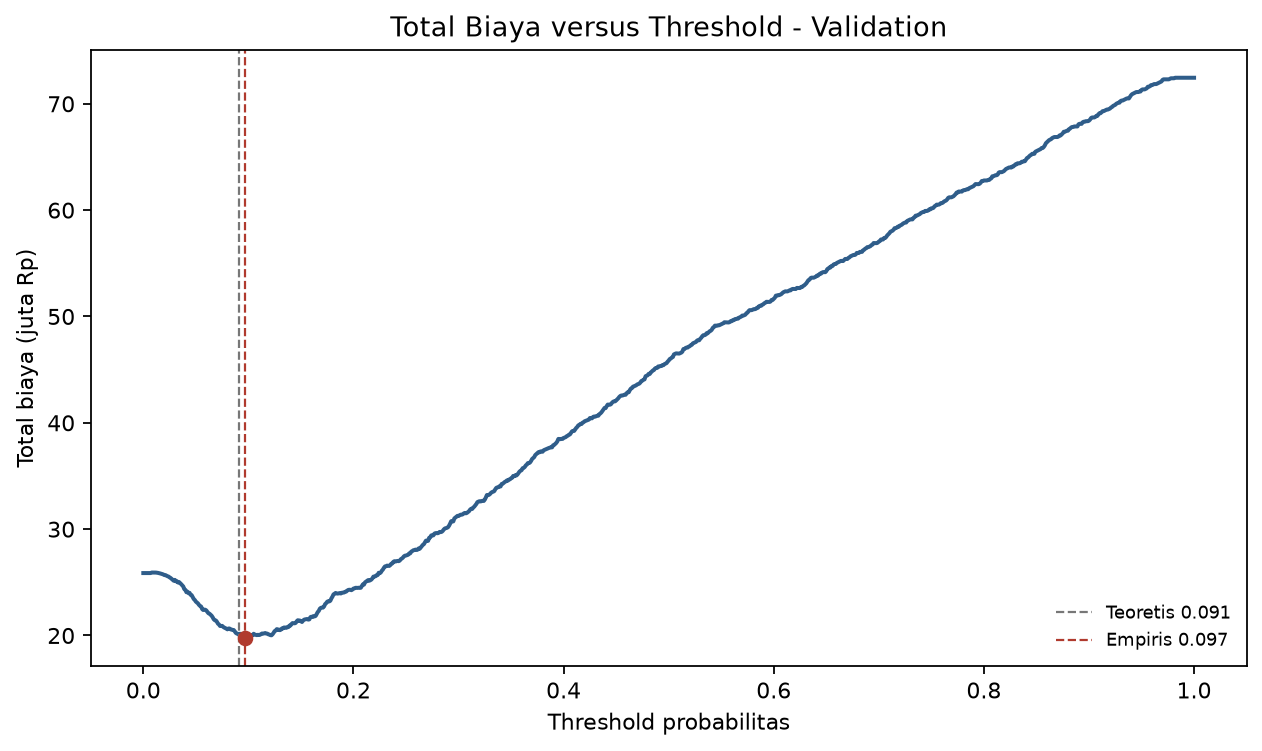 Total Biaya versus Threshold - Validation
Total biaya (juta Rp)
70
60
50
40
30
20
Teoretis 0.091
Empiris 0.097
0.0 0.2 0.4 0.6 0.8 1.0
Threshold probabilitas